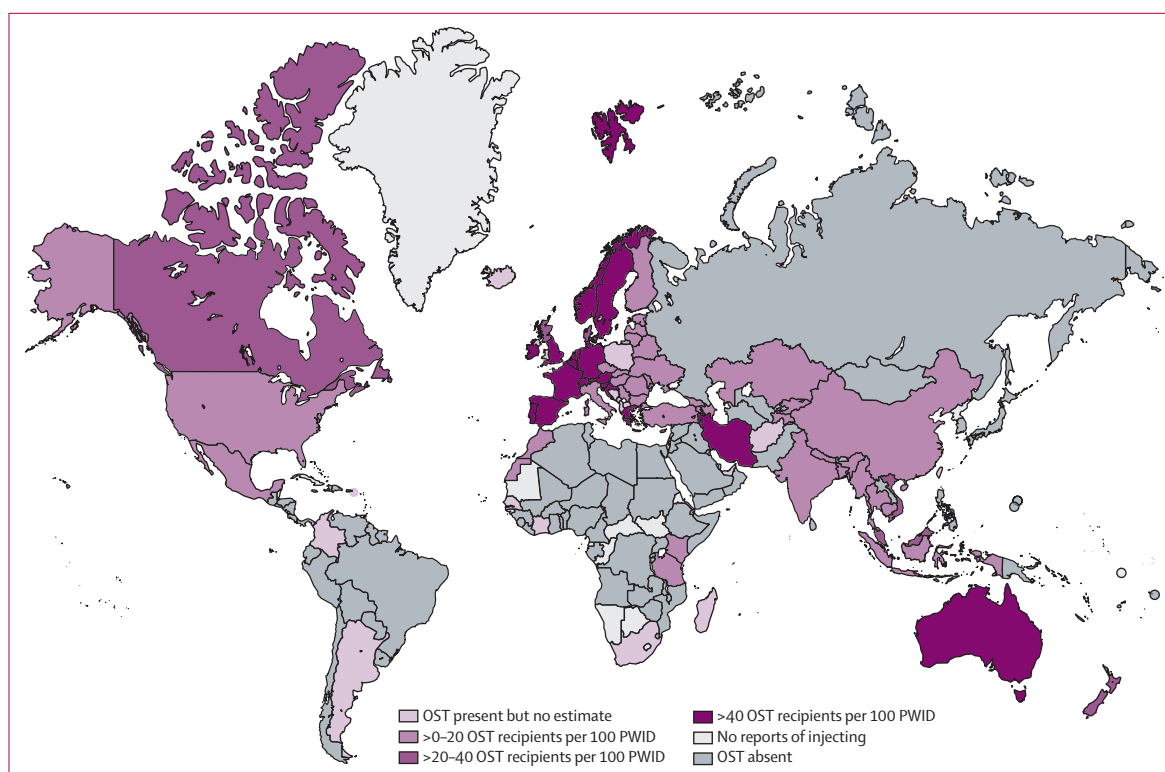 OST present but no estimate
>0–20 OST recipients per 100 PWID
>20–40 OST recipients per 100 PWID
>40 OST recipients per 100 PWID
No reports of injecting
OST absent